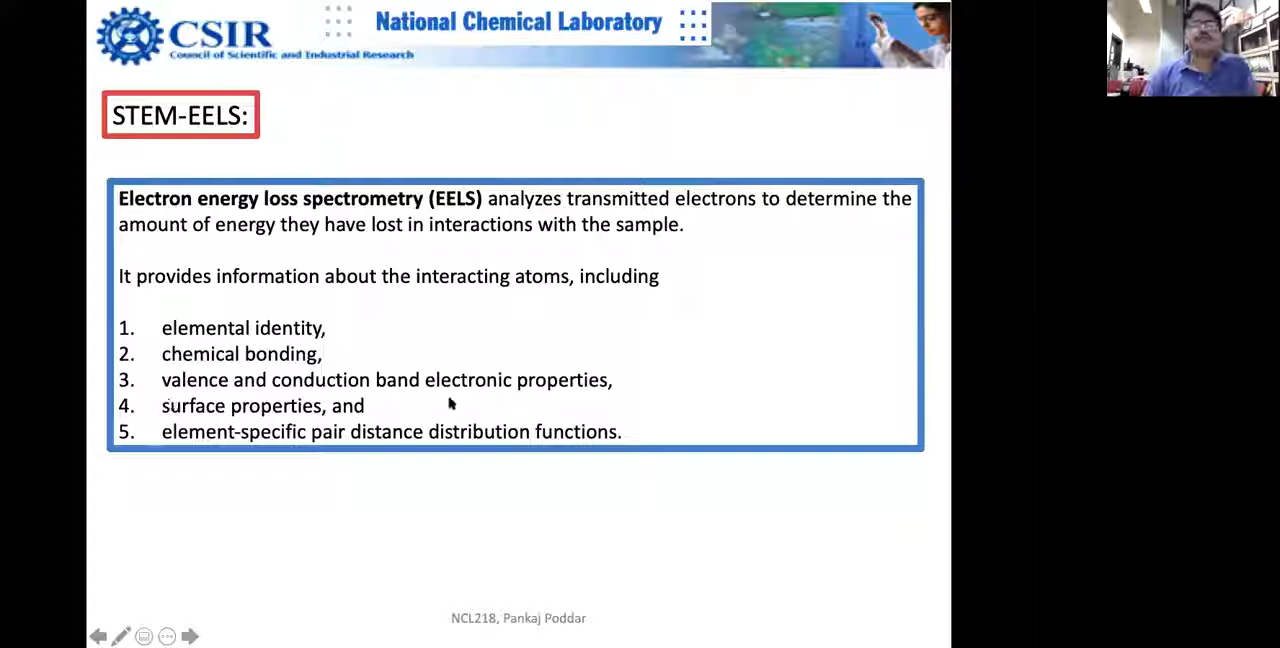 CSIR
Council of Scientific and Industrial Research
National Chemical Laboratory
STEM-EELS:
Electron energy loss spectrometry (EELS) analyzes transmitted electrons to determine the
amount of energy they have lost in interactions with the sample.
It provides information about the interacting atoms, including
1. elemental identity,
2. chemical bonding,
3. valence and conduction band electronic properties,
4. surface properties, and
5. element-specific pair distance distribution functions.
NCL218, Pankaj Poddar